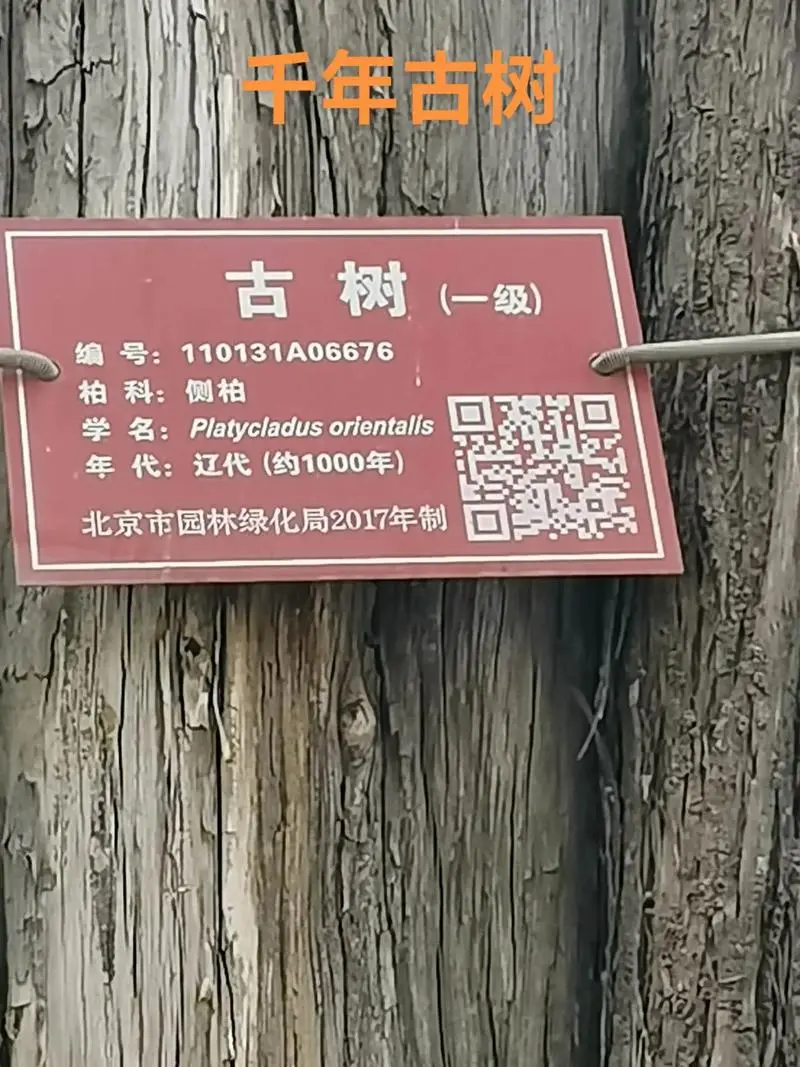 千年古树
古 树 (一级)
编 号: 110131A06676
柏 科: 侧柏
学 名: Platycladus orientalis
年 代: 辽代 (约1000年)
北京市园林绿化局2017年制